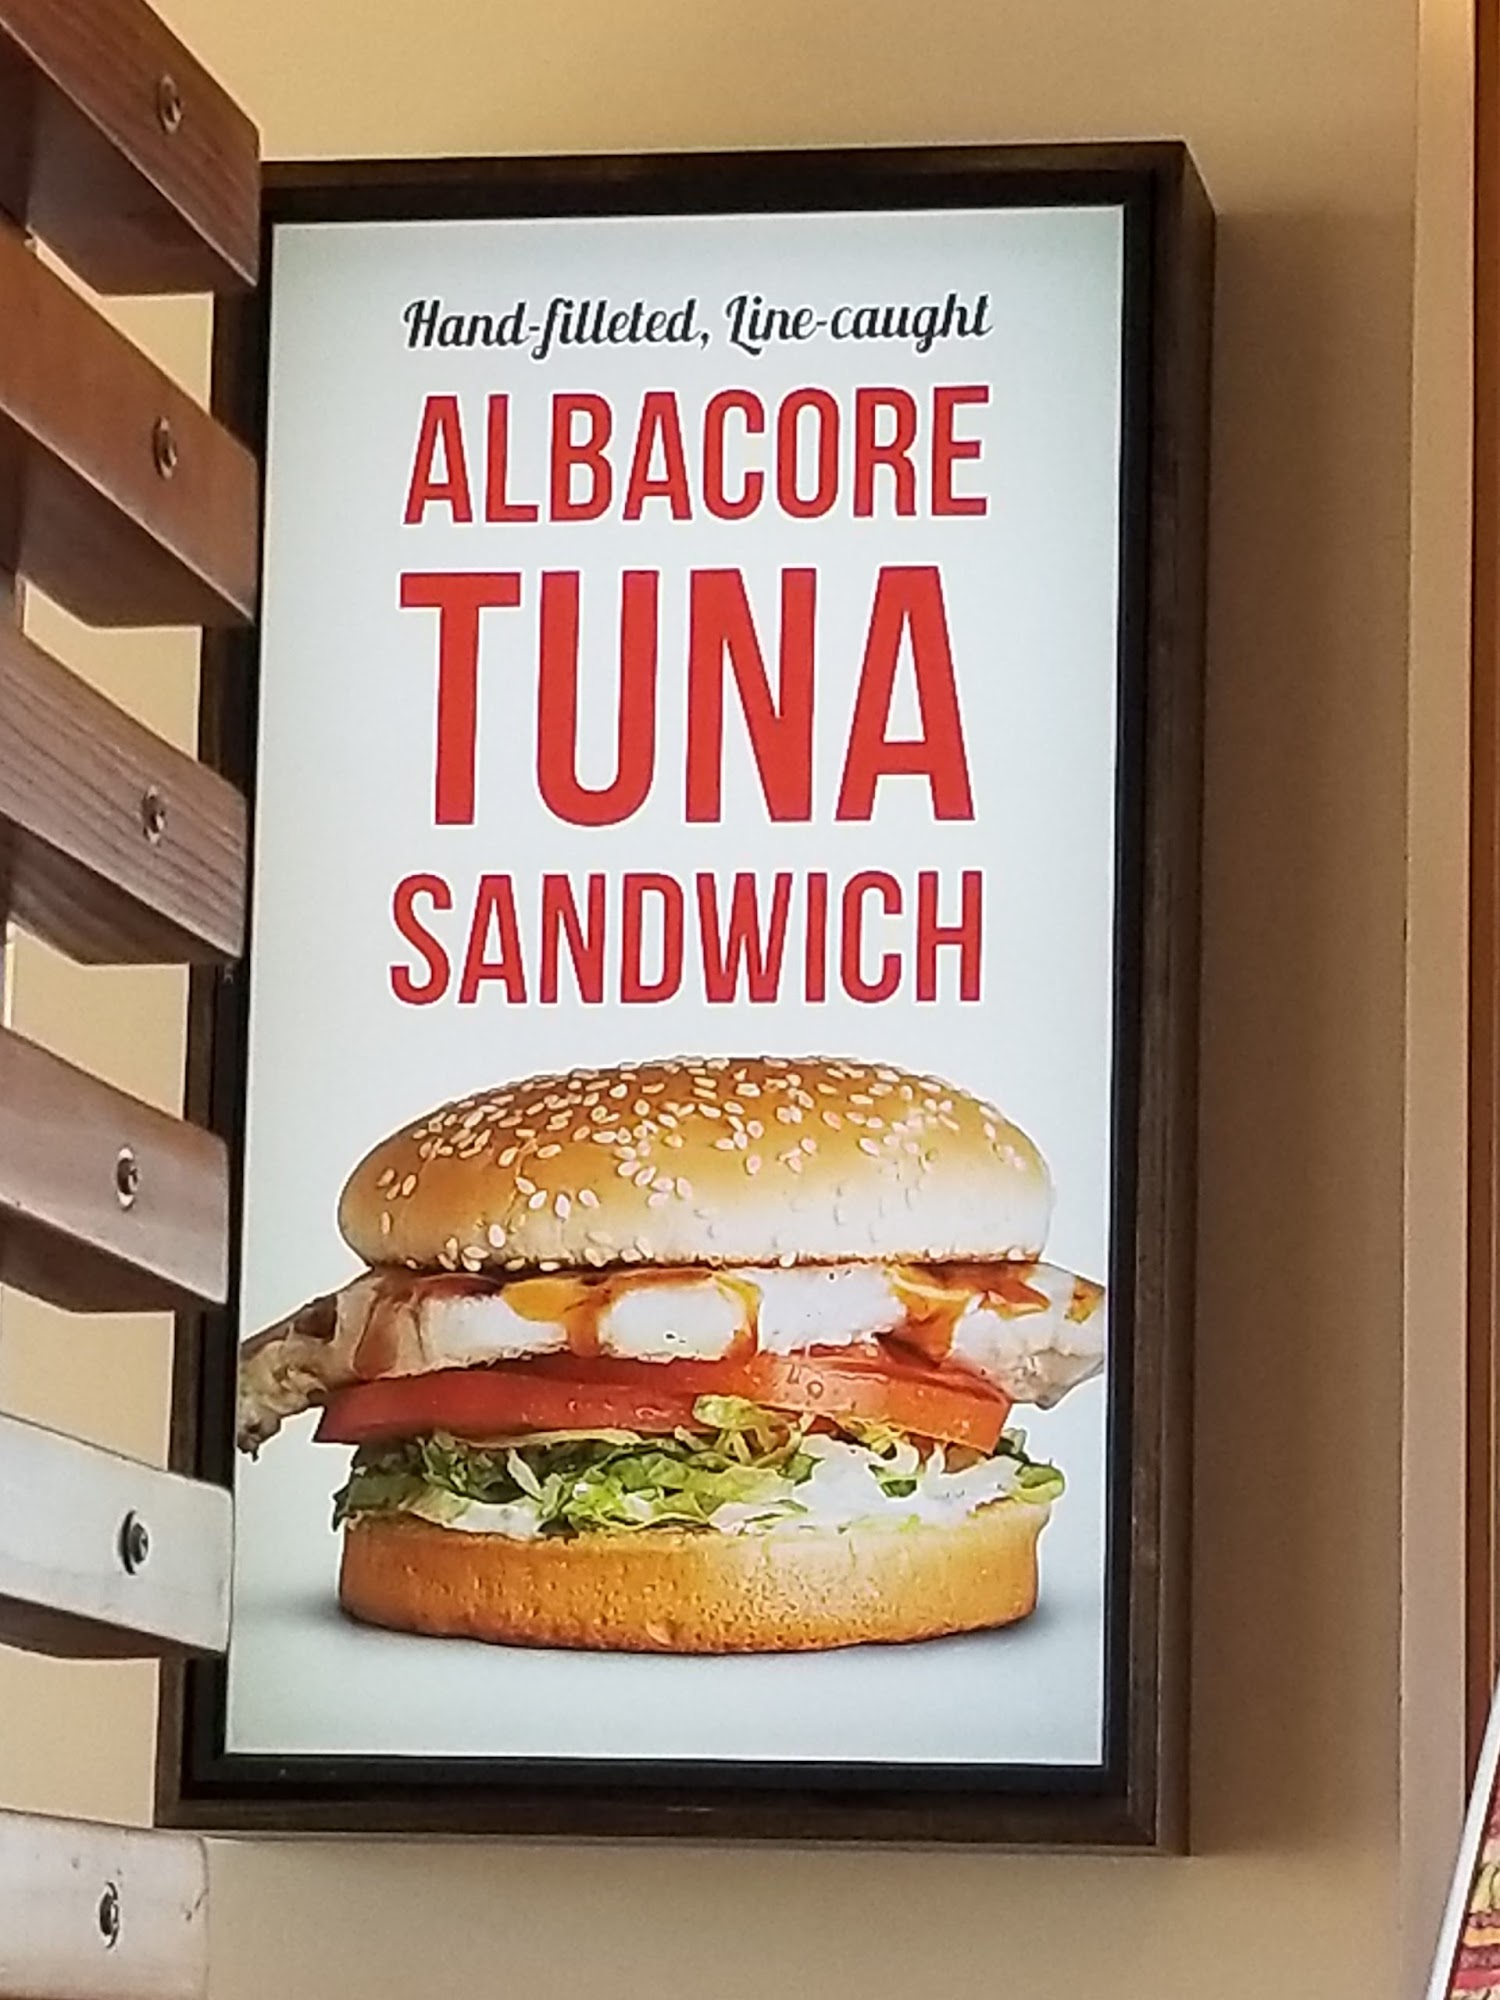 Hand-filleted, Line-caught
ALBACORE
TUNA
SANDWICH